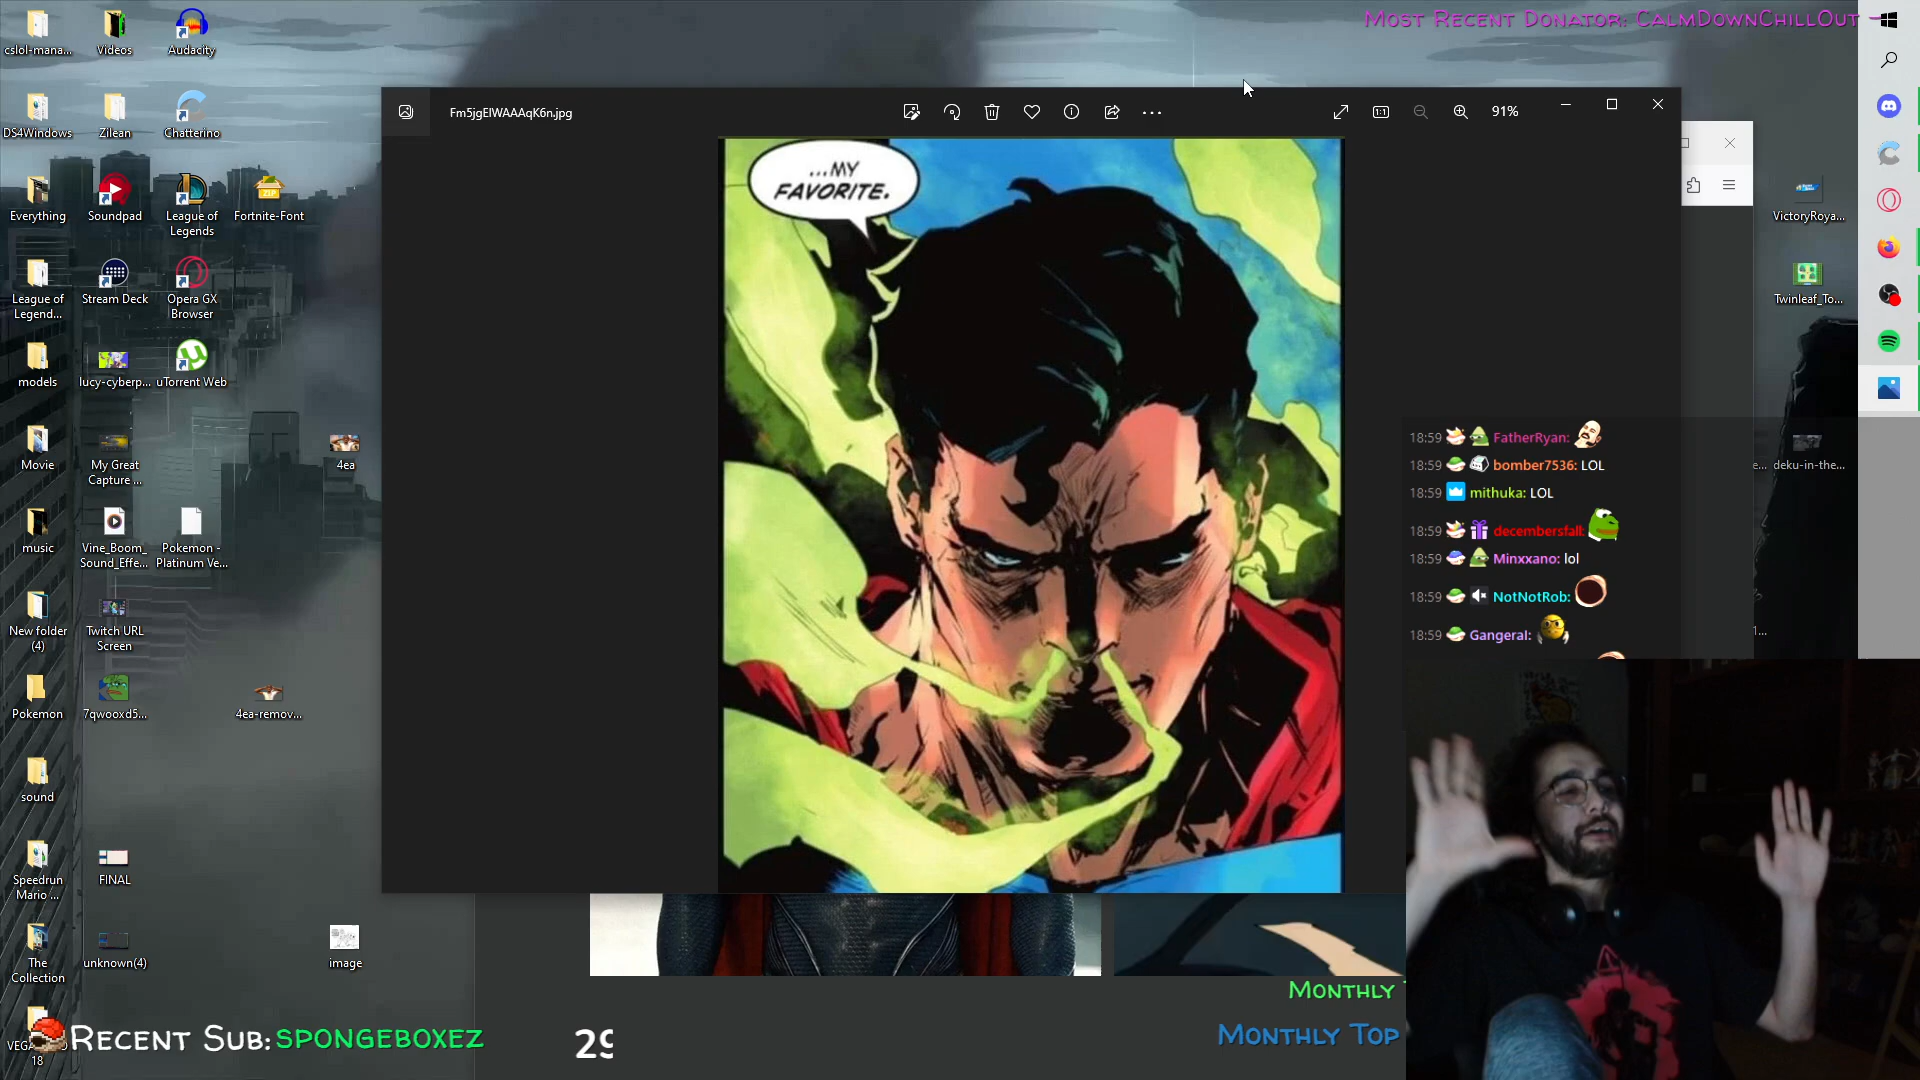 MOST RECENT DONATOR: CALMDOWNCHILLOUT
cslol-mana...
Videos
Audacity
DS4Windows
Zilean
Chatterino
Everything
Soundpad
League of
Legends
Fortnite-Font
League of
Legend...
Stream Deck
Opera GX
Browser
models
lucy-cyberp...
uTorrent Web
Movie
My Great
Capture ...
4ea
music
Vine_Boom_
Sound_Effe...
Pokemon -
Platinum Ve...
New folder
(4)
Twitch URL
Screen
Pokemon
7qwooxd5...
4ea-remov...
sound
Speedrun
Mario ...
FINAL
The
Collection
unknown(4)
image
18
RECENT SUB: SPONGEBOXEZ
29
Fm5jgEIWAAAqK6n.jpg
91%
...MY
FAVORITE.
VictoryRoya...
Twinleaf_To...
deku-in-the...
18:59 FatherRyan:
18:59 bomber7536: LOL
18:59 mithuka: LOL
18:59 decembersfall:
18:59 Minxxano: lol
18:59 NotNotRob:
18:59 Gangeral:
MONTHLY
MONTHLY TOP